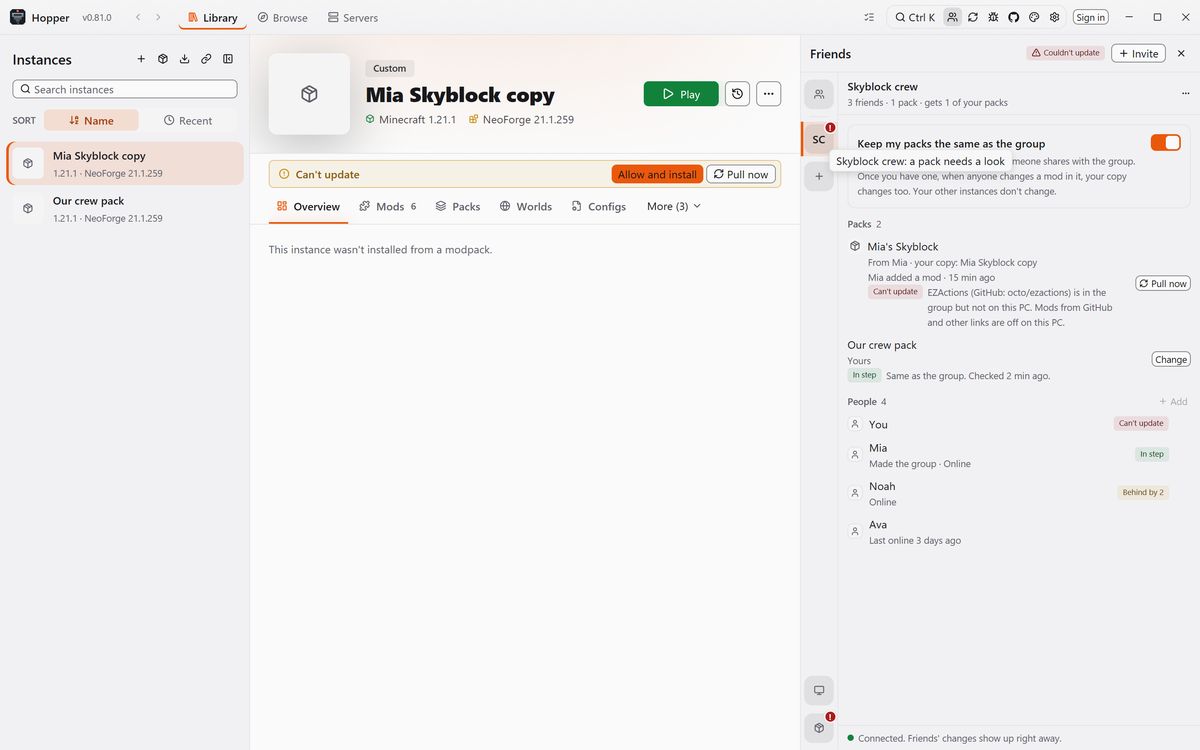 Hopper v0.81.0 Library Browse Servers Ctrl K Sign in
Instances
Search instances
SORT Name Recent
Mia Skyblock copy
1.21.1 · NeoForge 21.1.259
Our crew pack
1.21.1 · NeoForge 21.1.259
Custom
Mia Skyblock copy
Minecraft 1.21.1 NeoForge 21.1.259
Play
Can't update Allow and install Pull now
Overview Mods 6 Packs Worlds Configs More (3)
This instance wasn't installed from a modpack.
Friends Couldn't update Invite
SC
Skyblock crew
3 friends · 1 pack · gets 1 of your packs
Keep my packs the same as the group
Skyblock crew: a pack needs a look
meone shares with the group.
Once you have one, when anyone changes a mod in it, your copy
changes too. Your other instances don't change.
Packs 2
Mia's Skyblock
From Mia · your copy: Mia Skyblock copy
Mia added a mod · 15 min ago
Pull now
Can't update EZActions (GitHub: octo/ezactions) is in the
group but not on this PC. Mods from GitHub
and other links are off on this PC.
Our crew pack
Yours
Change
In step Same as the group. Checked 2 min ago.
People 4 + Add
You Can't update
Mia
Made the group · Online
In step
Noah
Online
Behind by 2
Ava
Last online 3 days ago
Connected. Friends' changes show up right away.